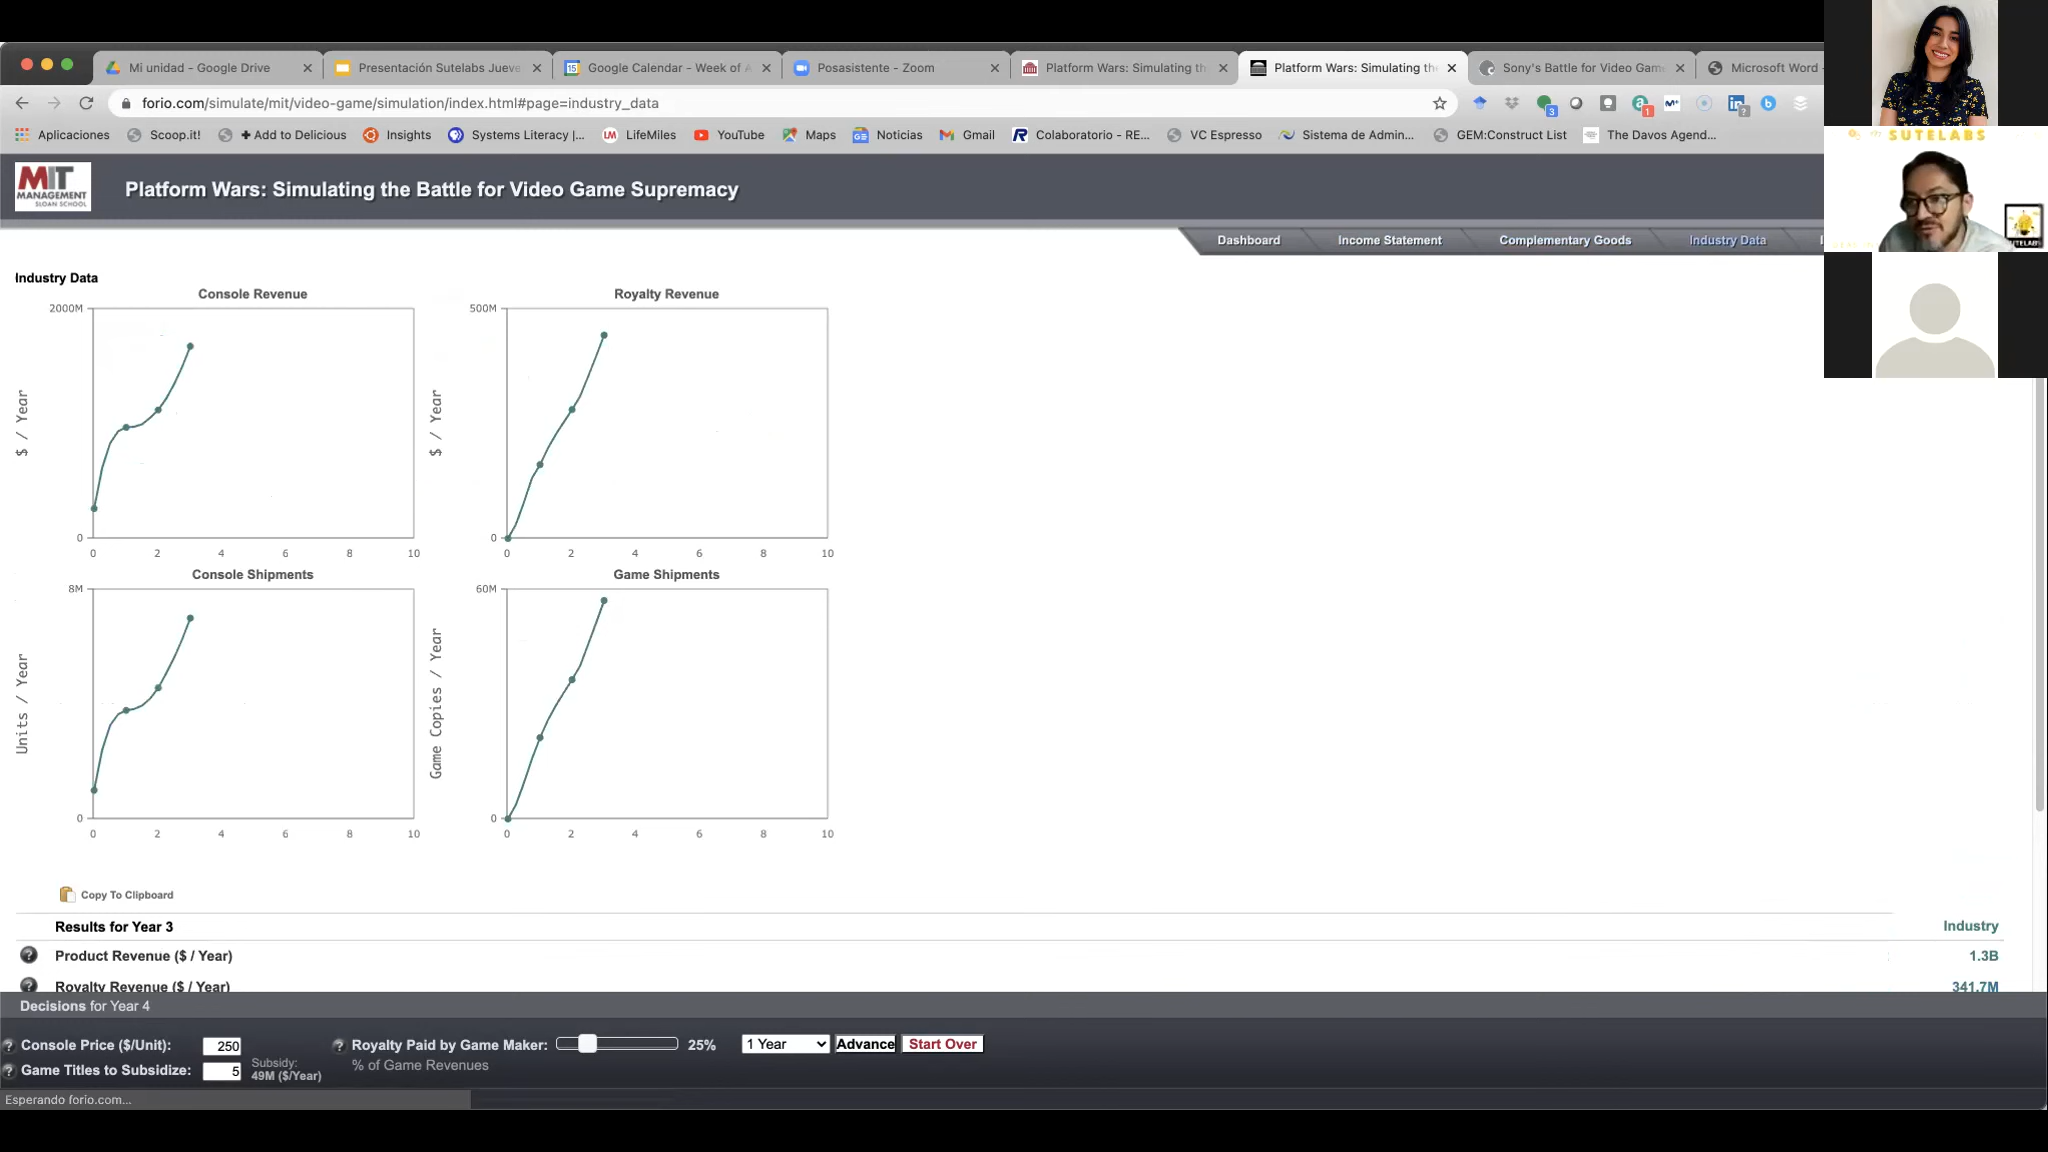 Mi unidad - Google Drive
Presentación Sutelabs Jueve
Google Calendar - Week of A
Posasistente - Zoom
Platform Wars: Simulating th
Platform Wars: Simulating th
Sony's Battle for Video Game
Microsoft Word -
forio.com/simulate/mit/video-game/simulation/index.html#page=industry_data
Aplicaciones
Scoop.it!
+ Add to Delicious
Insights
Systems Literacy |...
LifeMiles
YouTube
Maps
Noticias
Gmail
Colaboratorio - RE...
VC Espresso
Sistema de Admin...
GEM:Construct List
The Davos Agend...
SUTELABS
MIT
MANAGEMENT
SLOAN SCHOOL
Platform Wars: Simulating the Battle for Video Game Supremacy
Dashboard
Income Statement
Complementary Goods
Industry Data
Industry Data
Console Revenue
2000M
$ / Year
0
0 2 4 6 8 10
Royalty Revenue
500M
$ / Year
0
0 2 4 6 8 10
Console Shipments
8M
Units / Year
0
0 2 4 6 8 10
Game Shipments
60M
Game Copies / Year
0
0 2 4 6 8 10
Copy To Clipboard
Results for Year 3 Industry
Product Revenue ($ / Year) 1.3B
Royalty Revenue ($ / Year) 341.7M
Decisions for Year 4
Console Price ($/Unit): 250
Royalty Paid by Game Maker: 25%
% of Game Revenues
1 Year
Advance
Start Over
Game Titles to Subsidize: 5
Subsidy:
49M ($/Year)
Esperando forio.com...